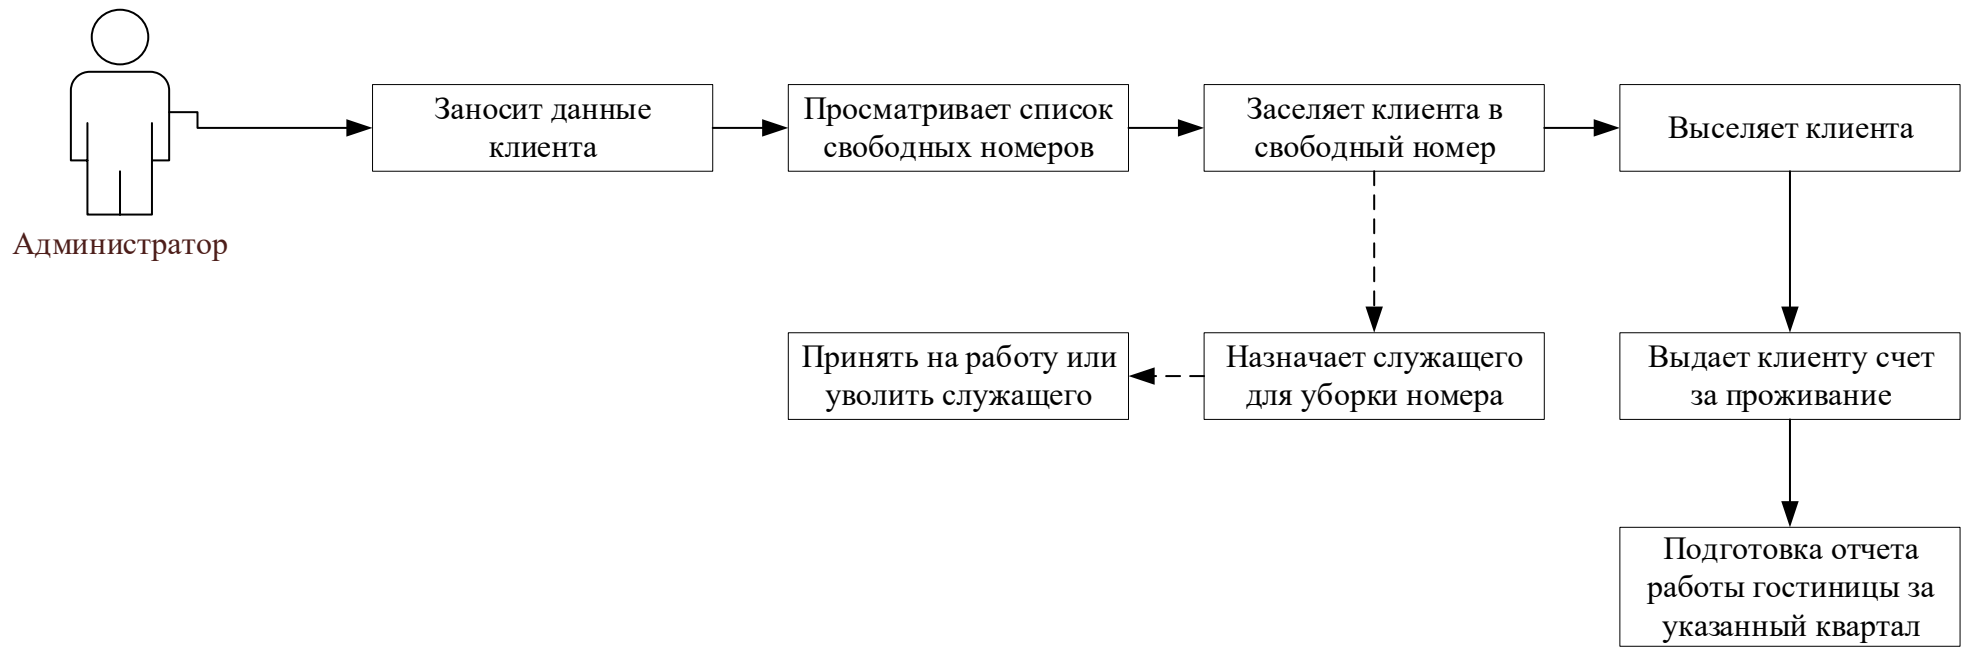 Заносит данные
клиента
Просматривает список
свободных номеров
Заселяет клиента в
свободный номер
Выселяет клиента
Администратор
Принять на работу или
уволить служащего
Назначает служащего
для уборки номера
Выдает клиенту счет
за проживание
Подготовка отчета
работы гостиницы за
указанный квартал